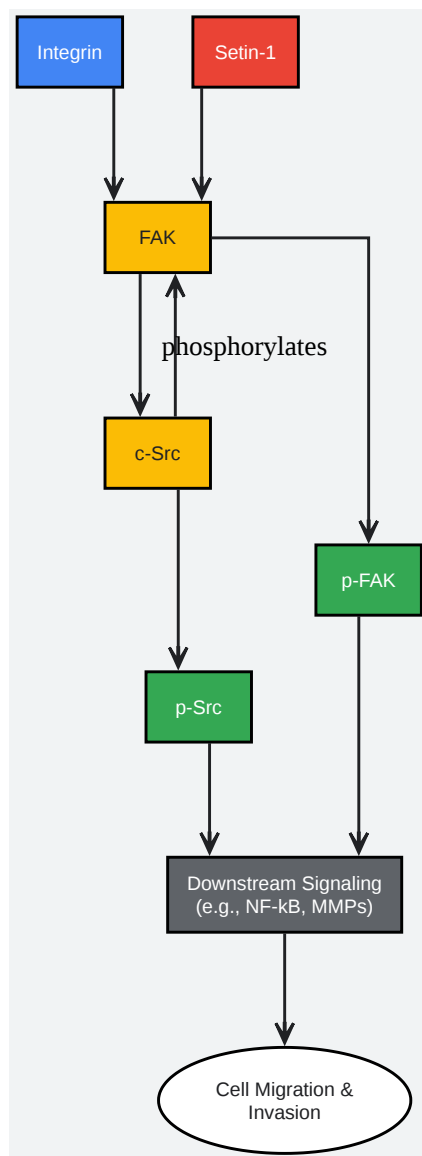 Integrin
Setin-1
FAK
phosphorylates
c-Src
p-FAK
p-Src
Downstream Signaling
(e.g., NF-kB, MMPs)
Cell Migration &
Invasion